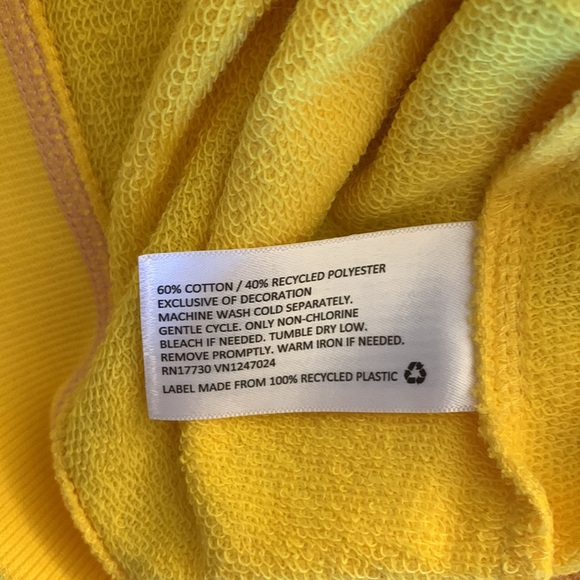 60% COTTON / 40% RECYCLED POLYESTER
EXCLUSIVE OF DECORATION
MACHINE WASH COLD SEPARATELY.
GENTLE CYCLE. ONLY NON-CHLORINE
BLEACH IF NEEDED. TUMBLE DRY LOW.
REMOVE PROMPTLY. WARM IRON IF NEEDED.
RN17730 VN1247024
LABEL MADE FROM 100% RECYCLED PLASTIC